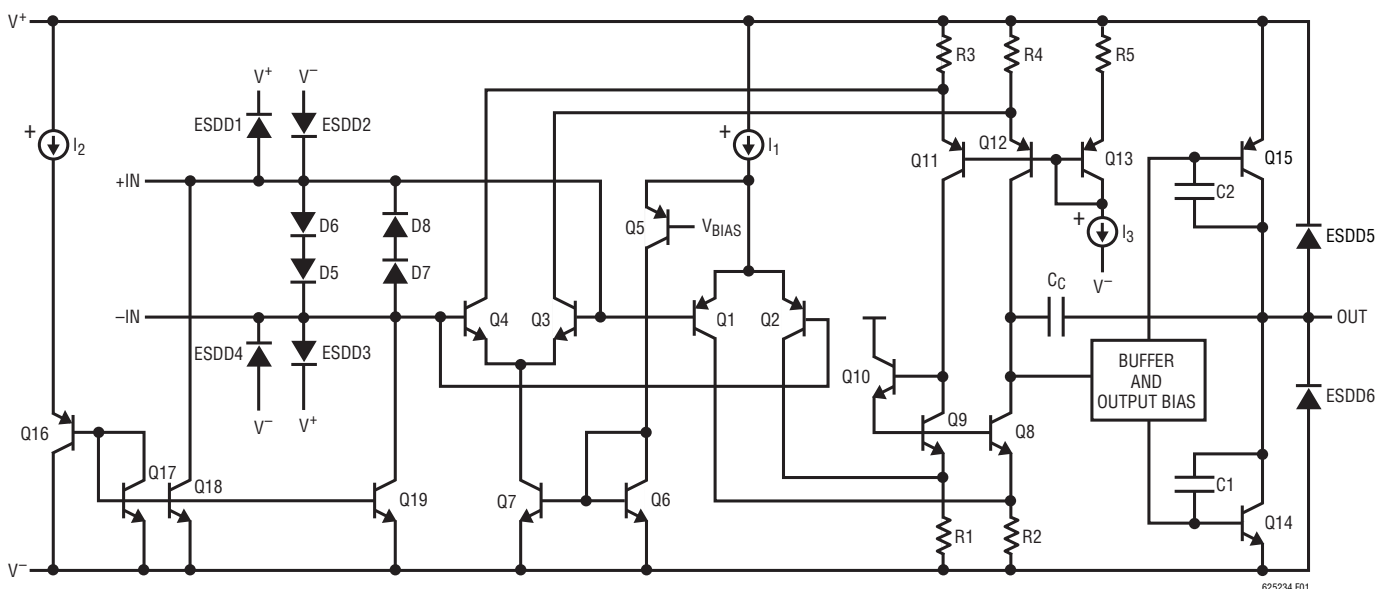 V+
R3
R4
R5
V+
V–
ESDD1
ESDD2
+
I2
+
I1
Q11
Q12
Q13
Q15
+IN
C2
D6
D8
Q5
VBIAS
+
I3
ESDD5
D5
D7
V–
CC
–IN
Q4
Q3
Q1
Q2
OUT
ESDD4
ESDD3
Q10
BUFFER
AND
OUTPUT BIAS
ESDD6
V–
V+
Q16
Q9
Q8
Q17
Q18
Q19
Q7
Q6
C1
Q14
R1
R2
V–
625234 F01